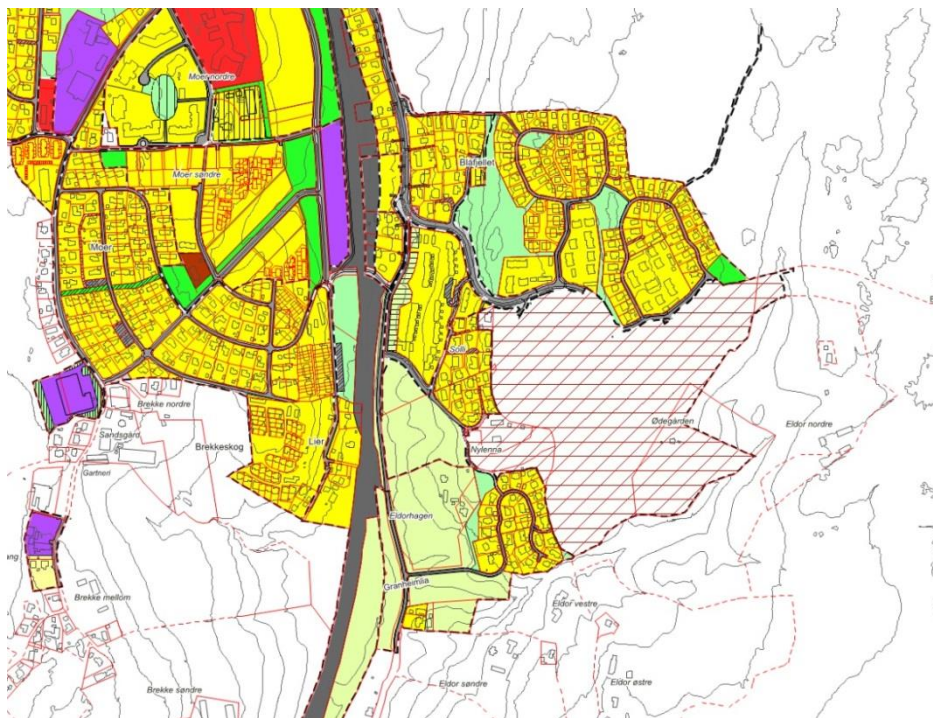 Moer nordre
Blåfjellet
Moer søndre
Moer
Solli
Brekke nordre
Ødegården
Eldor nordre
Sandsgård
Lier
Brekkeskog
Nylenna
Gartneri
Eldorhagen
ang
Granheimlia
Brekke mellom
Eldor vestre
Brekke søndre
Eldor søndre
Eldor østre